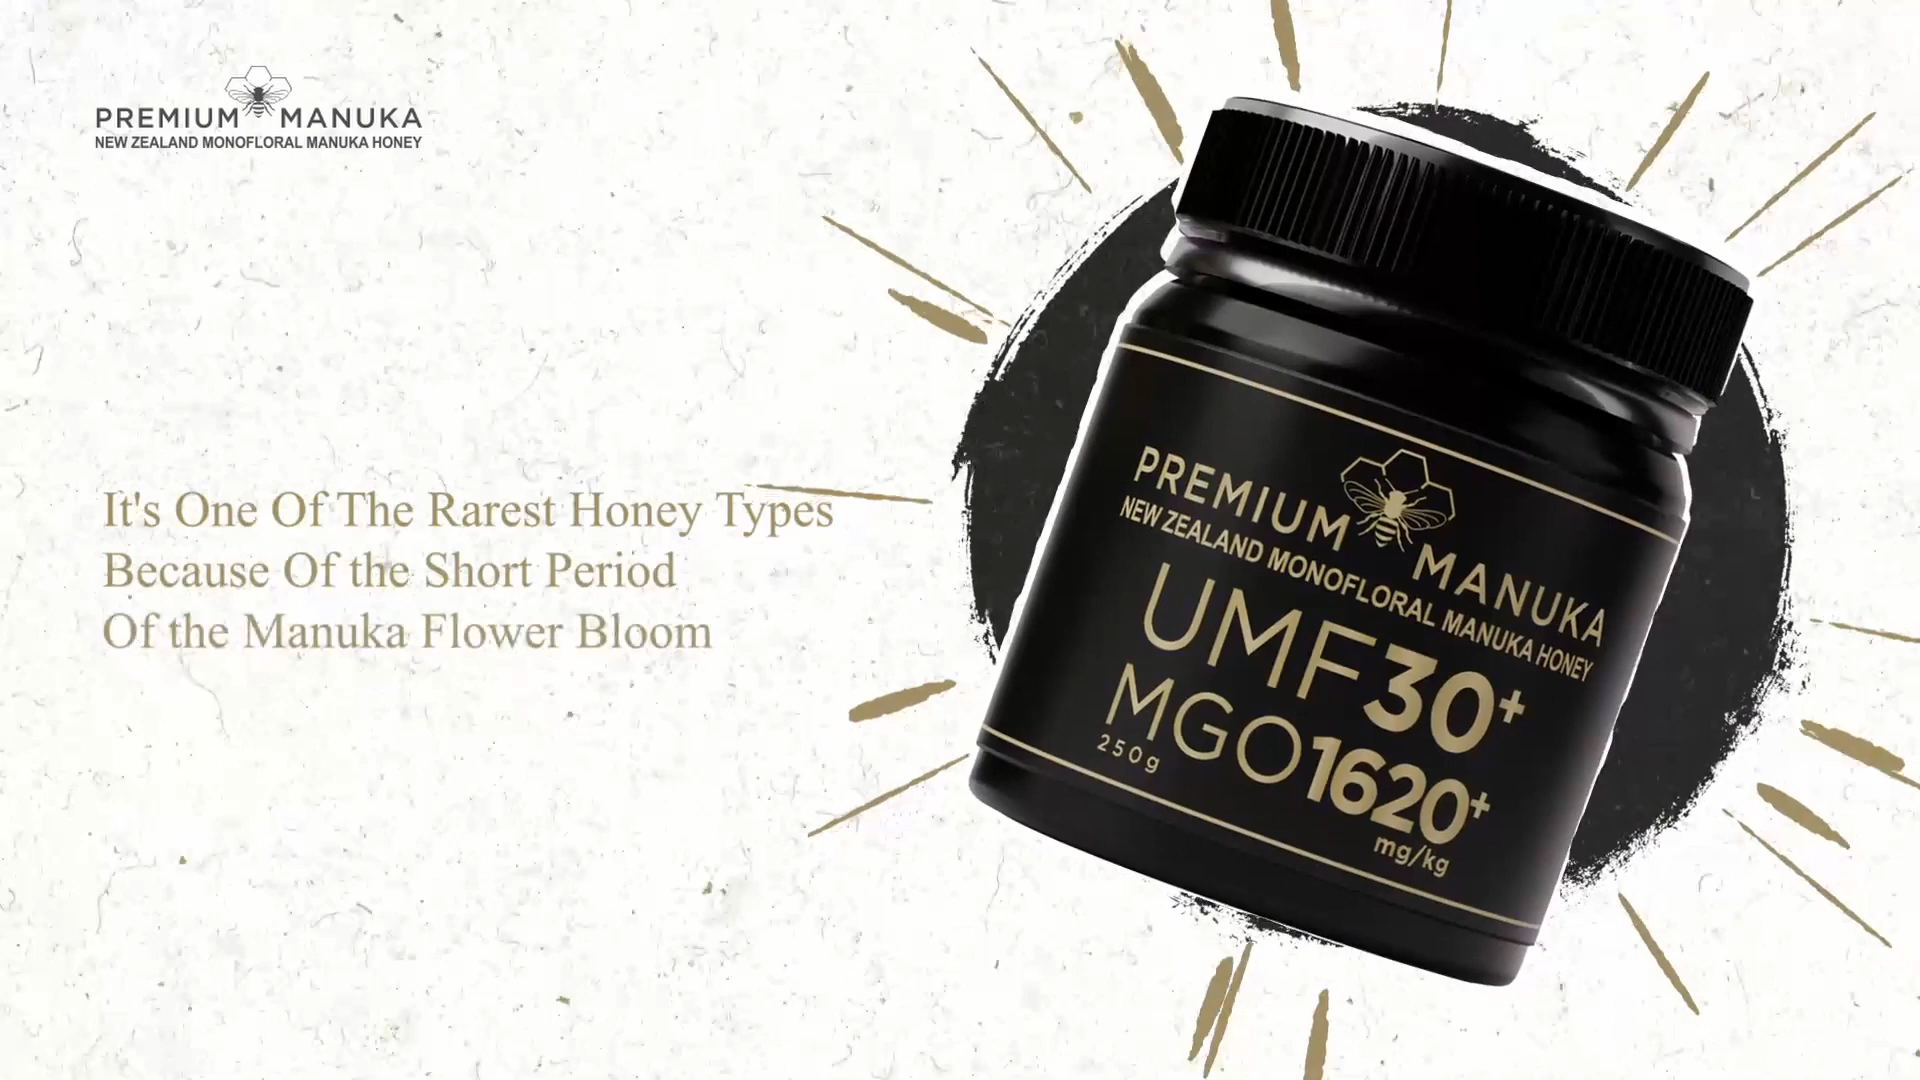 PREMIUM MANUKA
NEW ZEALAND MONOFLORAL MANUKA HONEY
It's One Of The Rarest Honey Types
Because Of the Short Period
Of the Manuka Flower Bloom
PREMIUM MANUKA
NEW ZEALAND MONOFLORAL MANUKA HONEY
UMF30+
MGO1620+
250g
mg/kg